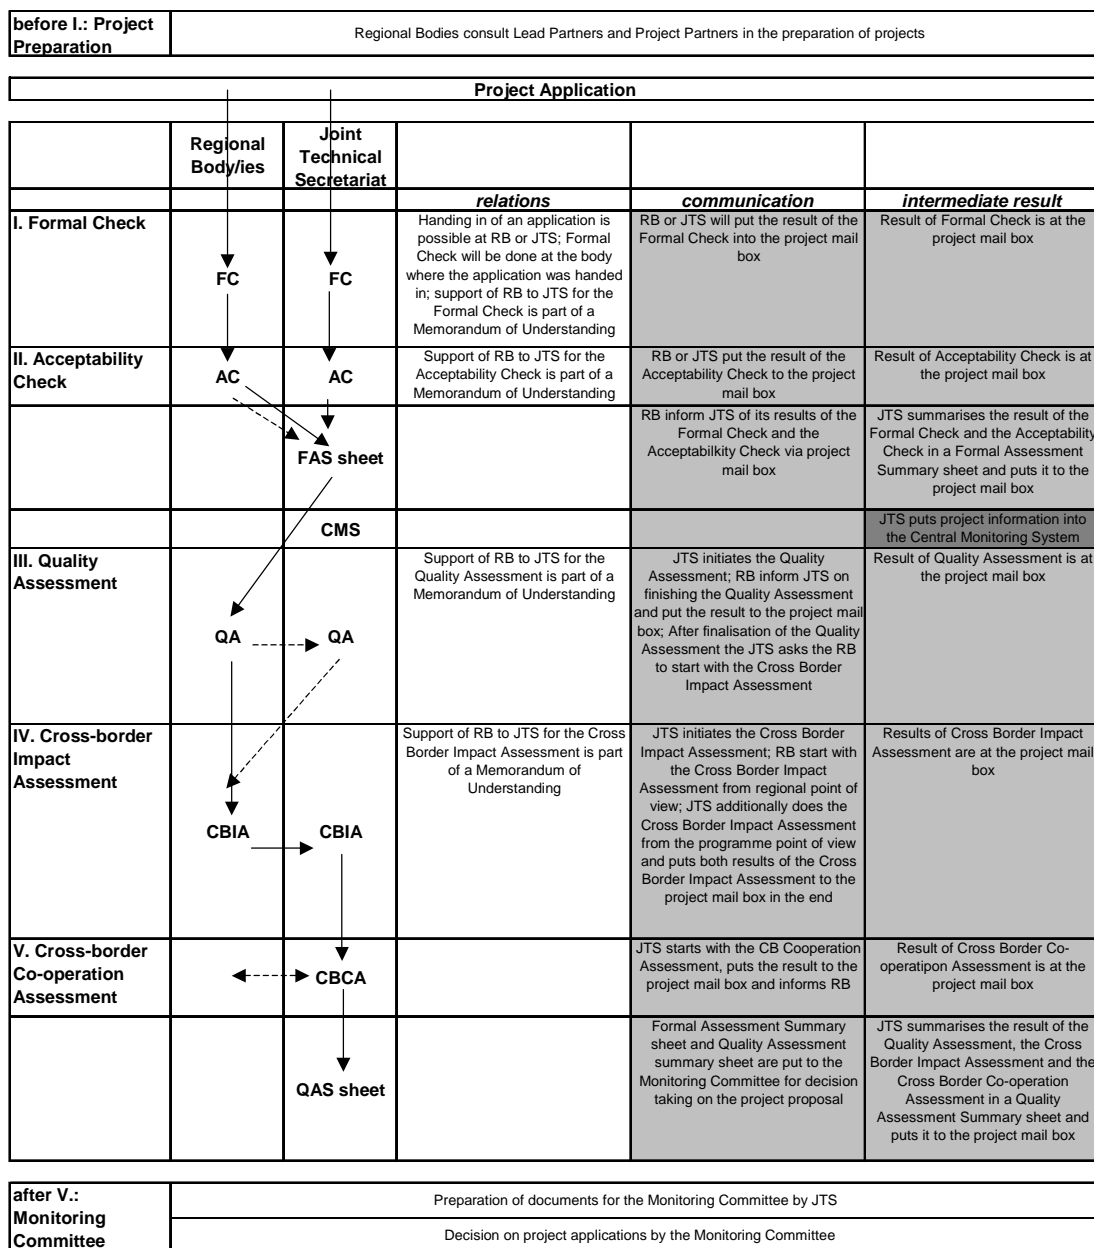 before I.: Project
Preparation
Regional Bodies consult Lead Partners and Project Partners in the preparation of projects
Project Application
Regional
Body/ies
Joint
Technical
Secretariat
relations
communication
intermediate result
I. Formal Check
FC
FC
Handing in of an application is
possible at RB or JTS; Formal
Check will be done at the body
where the application was handed
in; support of RB to JTS for the
Formal Check is part of a
Memorandum of Understanding
RB or JTS will put the result of the
Formal Check into the project mail
box
Result of Formal Check is at the
project mail box
II. Acceptability
Check
AC
AC
Support of RB to JTS for the
Acceptability Check is part of a
Memorandum of Understanding
RB or JTS put the result of the
Acceptability Check to the project
mail box
Result of Acceptability Check is at
the project mail box
FAS sheet
RB inform JTS of its results of the
Formal Check and the
Acceptabilkity Check via project
mail box
JTS summarises the result of the
Formal Check and the Acceptability
Check in a Formal Assessment
Summary sheet and puts it to the
project mail box
CMS
JTS puts project information into
the Central Monitoring System
III. Quality
Assessment
QA
QA
Support of RB to JTS for the
Quality Assessment is part of a
Memorandum of Understanding
JTS initiates the Quality
Assessment; RB inform JTS on
finishing the Quality Assessment
and put the result to the project mail
box; After finalisation of the Quality
Assessment the JTS asks the RB
to start with the Cross Border
Impact Assessment
Result of Quality Assessment is at
the project mail box
IV. Cross-border
Impact
Assessment
CBIA
CBIA
Support of RB to JTS for the Cross
Border Impact Assessment is part
of a Memorandum of
Understanding
JTS initiates the Cross Border
Impact Assessment; RB start with
the Cross Border Impact
Assessment from regional point of
view; JTS additionally does the
Cross Border Impact Assessment
from the programme point of view
and puts both results of the Cross
Border Impact Assessment to the
project mail box in the end
Results of Cross Border Impact
Assessment are at the project mail
box
V. Cross-border
Co-operation
Assessment
CBCA
JTS starts with the CB Cooperation
Assessment, puts the result to the
project mail box and informs RB
Result of Cross Border Co-
operatipon Assessment is at the
project mail box
QAS sheet
Formal Assessment Summary
sheet and Quality Assessment
summary sheet are put to the
Monitoring Committee for decision
taking on the project proposal
JTS summarises the result of the
Quality Assessment, the Cross
Border Impact Assessment and the
Cross Border Co-operation
Assessment in a Quality
Assessment Summary sheet and
puts it to the project mail box
after V.:
Monitoring
Committee
Preparation of documents for the Monitoring Committee by JTS
Decision on project applications by the Monitoring Committee